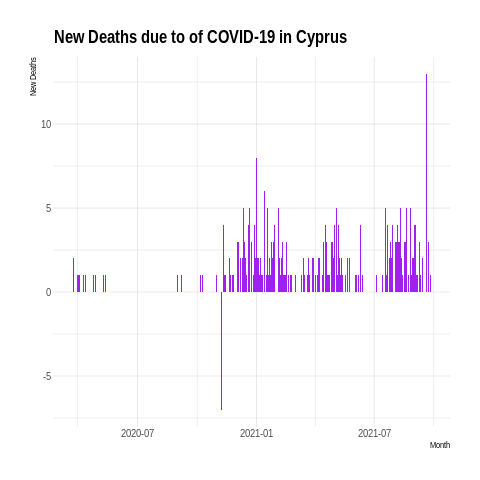 New Deaths due to of COVID-19 in Cyprus
New Deaths
10
5
0
-5
2020-07
2021-01
2021-07
Month